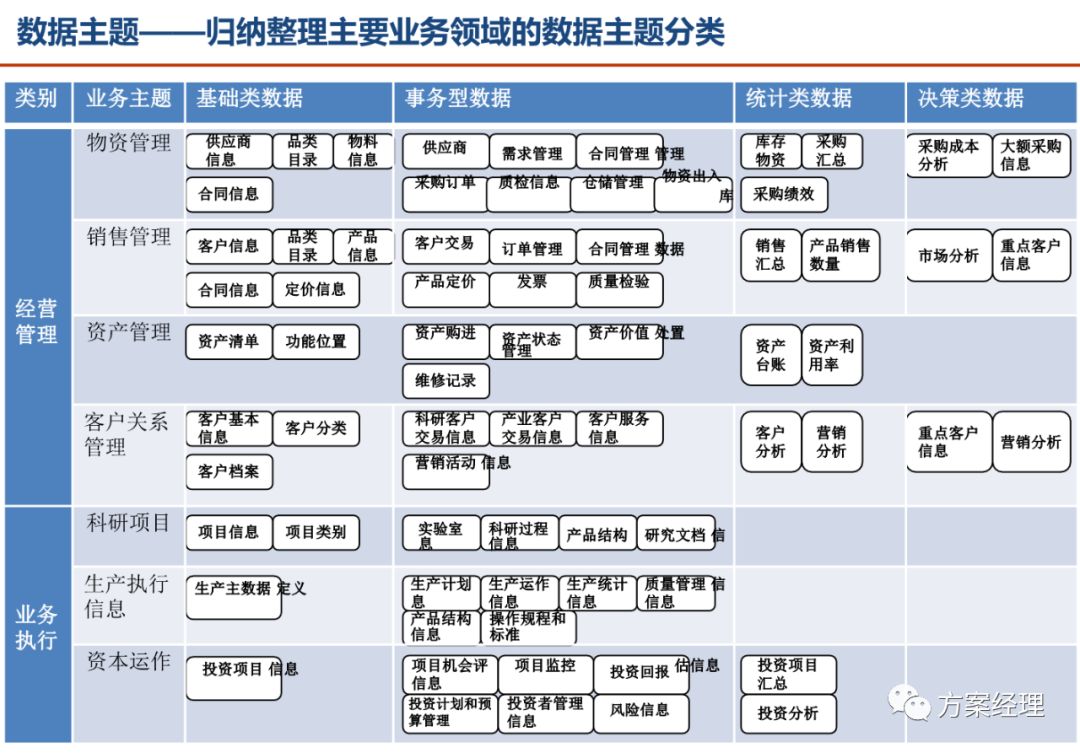 数据主题——归纳整理主要业务领域的数据主题分类
类别 业务主题 基础类数据 事务型数据 统计类数据 决策类数据
经营
管理
物资管理
供应商
信息
品类
目录
物料
信息
合同信息
供应商
需求管理
合同管理 管理
采购订单
质检信息
仓储管理
物资出入
库
库存
物资
采购
汇总
采购绩效
采购成本
分析
大额采购
信息
销售管理
客户信息
品类
目录
产品
信息
合同信息
定价信息
客户交易
订单管理
合同管理 数据
产品定价
发票
质量检验
销售
汇总
产品销售
数量
市场分析
重点客户
信息
资产管理
资产清单
功能位置
资产购进
资产状态
管理
资产价值 处置
维修记录
资产
台账
资产利
用率
客户关系
管理
客户基本
信息
客户分类
客户档案
科研客户
交易信息
产业客户
交易信息
客户服务
信息
营销活动 信息
客户
分析
营销
分析
重点客户
信息
营销分析
业务
执行
科研项目
项目信息
项目类别
实验室
息
科研过程
信息
产品结构
研究文档 信
生产执行
信息
生产主数据 定义
生产计划
息
生产运作
信息
生产统计
信息
质量管理 信
信息
产品结构
信息
操作规程和
标准
资本运作
投资项目 信息
项目机会评
信息
项目监控
投资回报 估信息
投资计划和预
算管理
投资者管理
信息
风险信息
投资项目
汇总
投资分析
方案经理